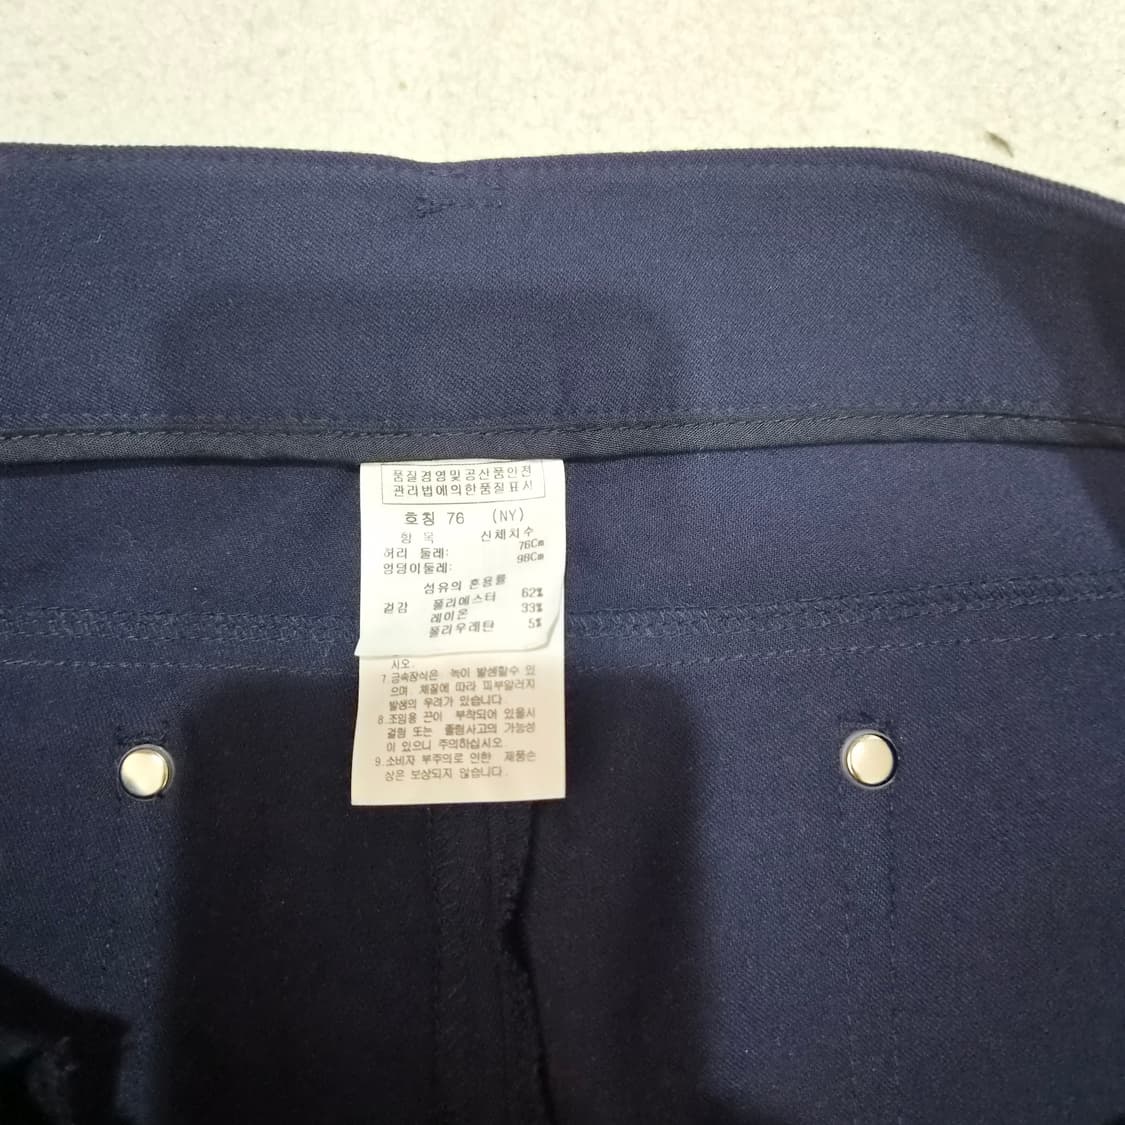 품질경영및공산품안전
관리법에의한품질표시
호칭 76 (NY)
항 목 신체치수
허리 둘레: 76Cm
엉덩이둘레: 98Cm
섬유의 혼용률
겉감 폴리에스터 62%
레이온 33%
폴리우레탄 5%
시오.
7.금속장식은 녹이 발생할수 있
으며 체질에 따라 피부알러지
발생의 우려가 있습니다.
8.조임용 끈이 부착되어 있을시
걸림 또는 졸림사고의 가능성
이 있으니 주의하십시오.
9.소비자 부주의로 인한 제품손
상은 보상되지 않습니다.